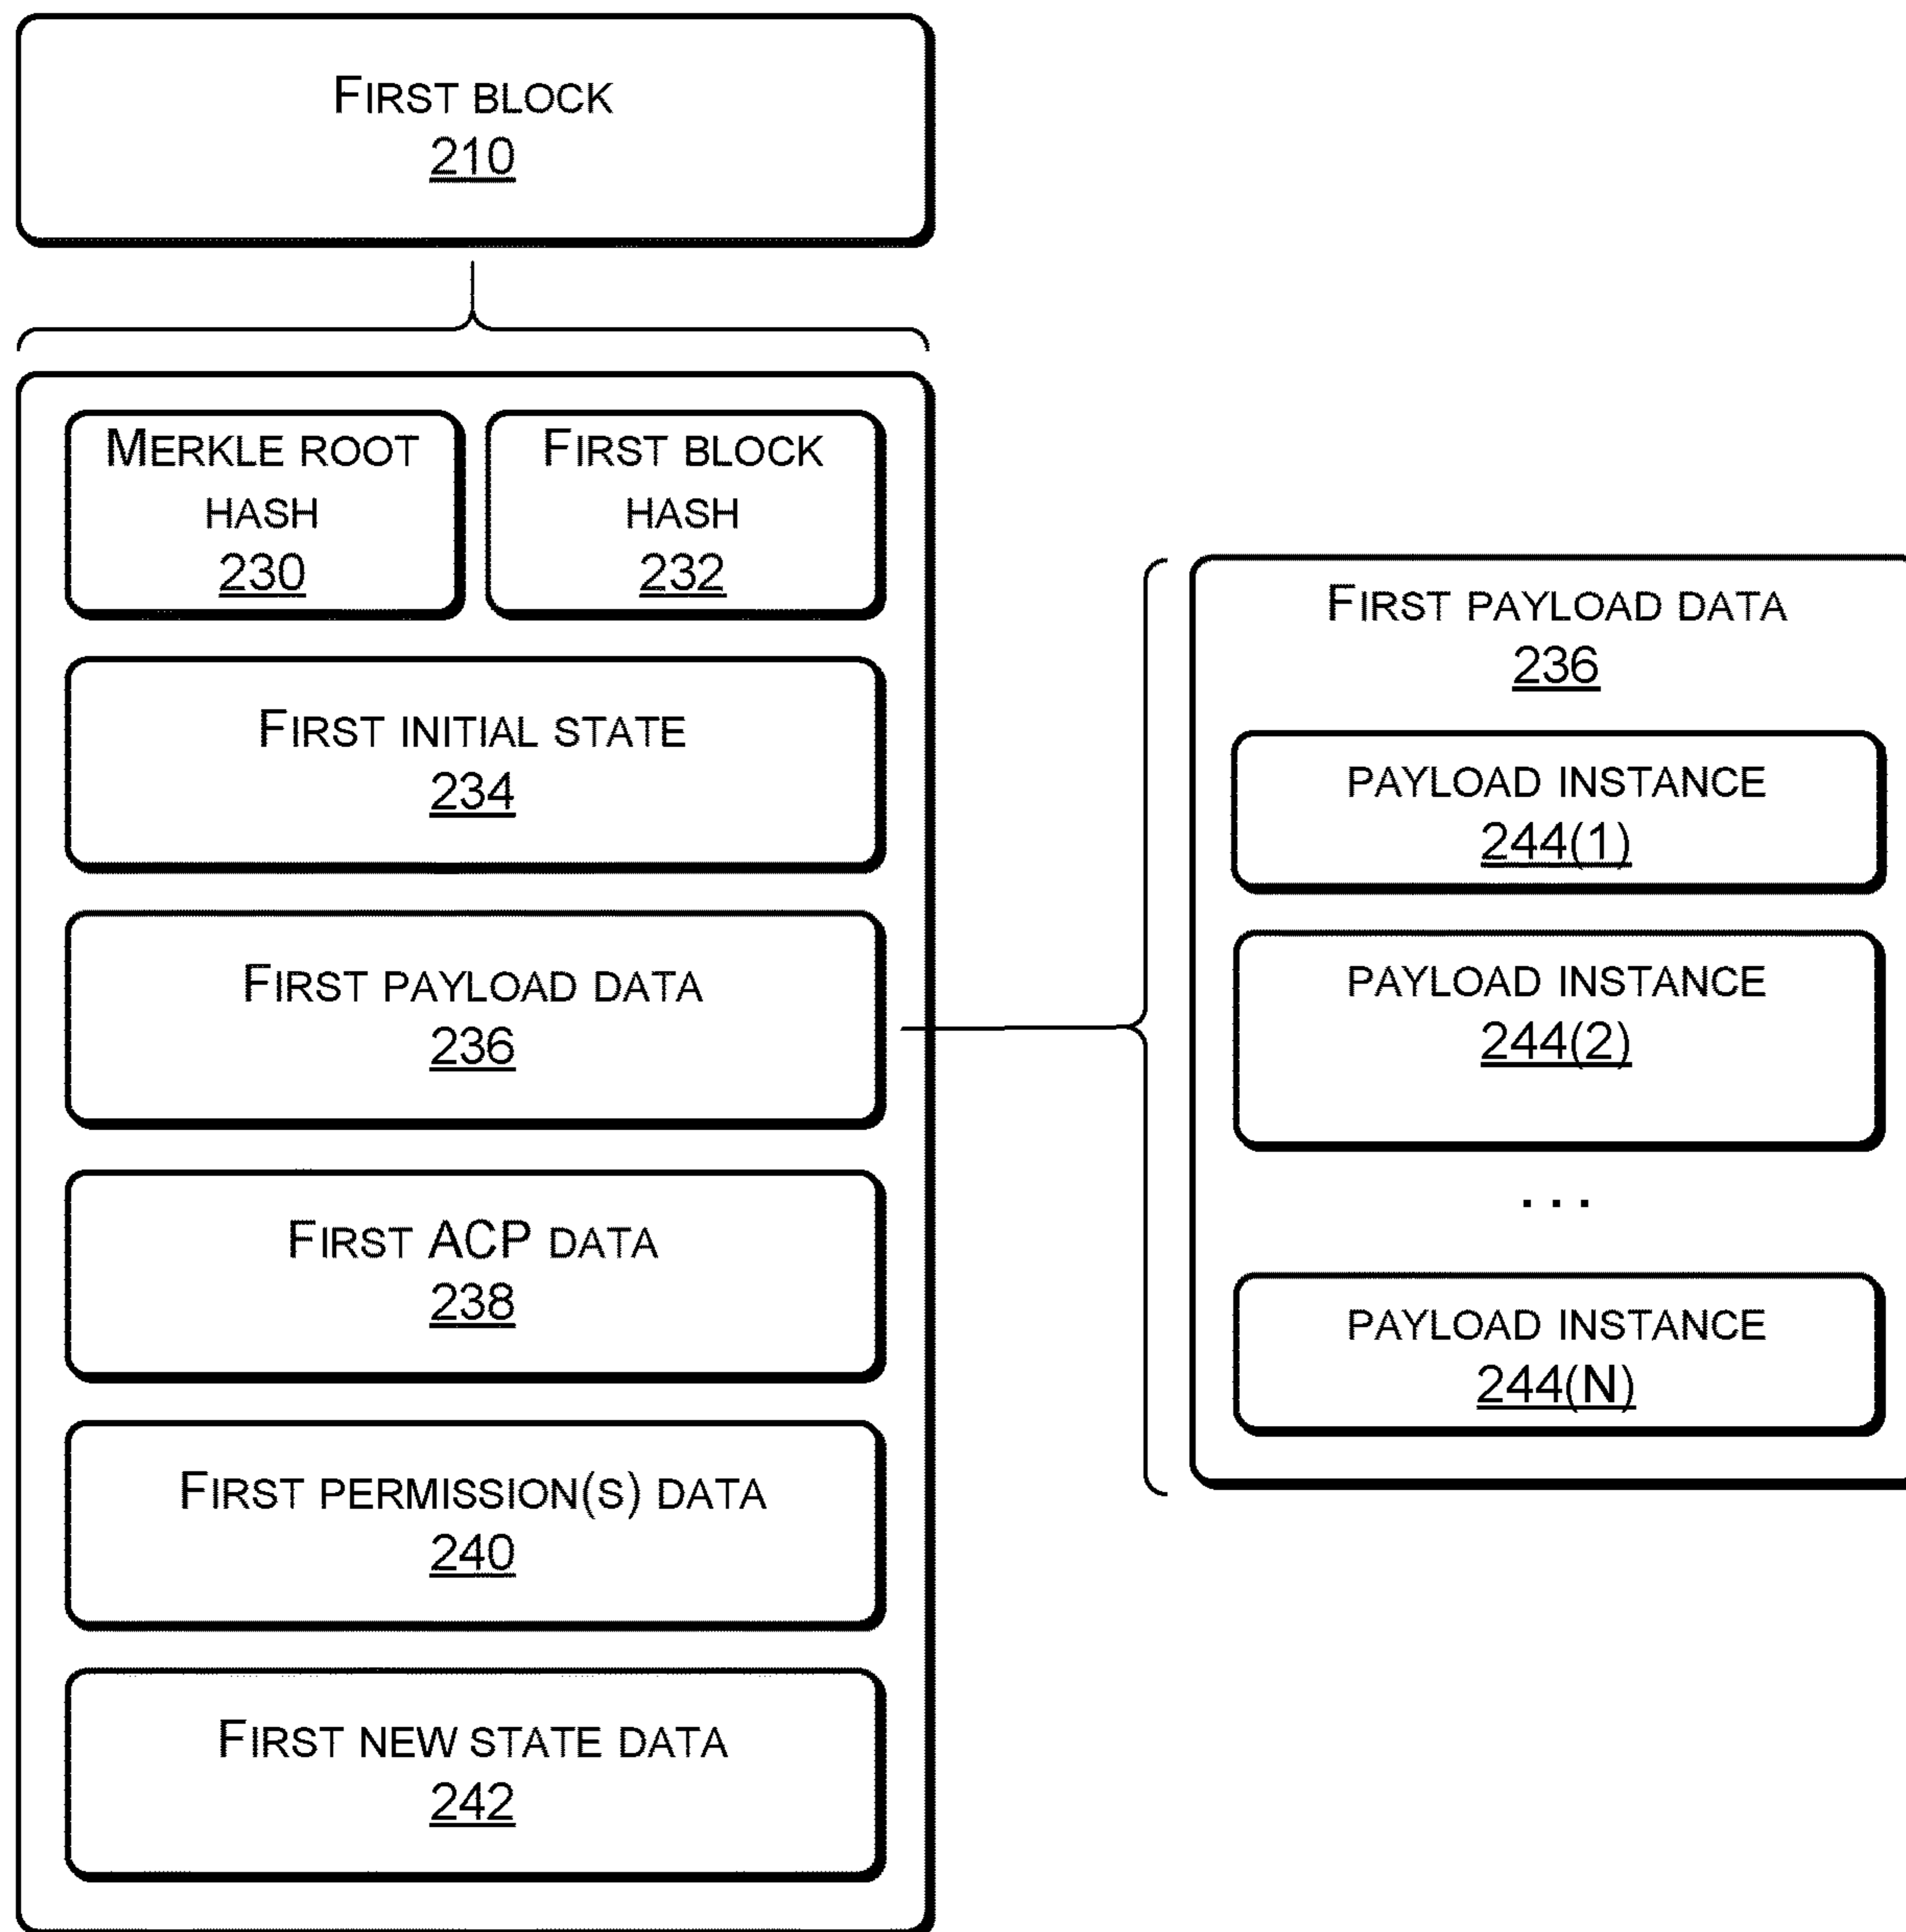 First block
210
Merkle root
hash
230
First block
hash
232
First initial state
234
First payload data
236
First ACP data
238
First permission(s) data
240
First new state data
242
First payload data
236
payload instance
244(1)
payload instance
244(2)
...
payload instance
244(N)